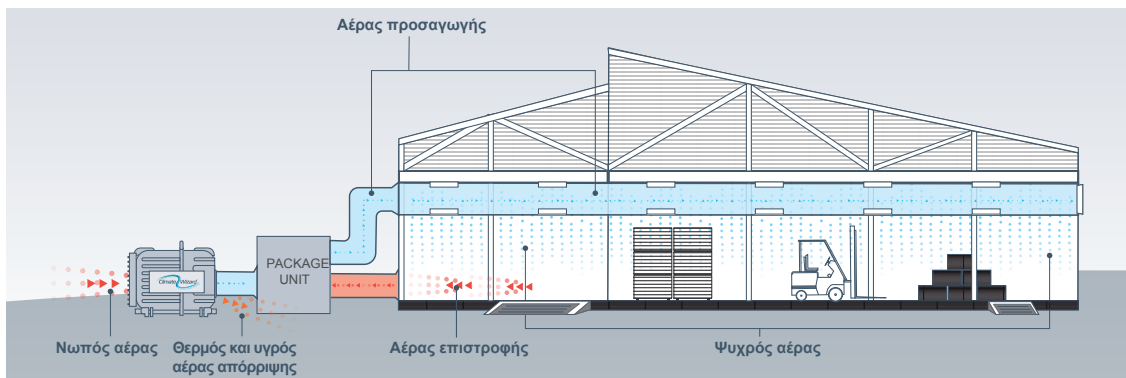 Αέρας προσαγωγής
PACKAGE
UNIT
Climate Wizard
Νωπός αέρας
Θερμός και υγρός
αέρας απόρριψης
Αέρας επιστροφής
Ψυχρός αέρας